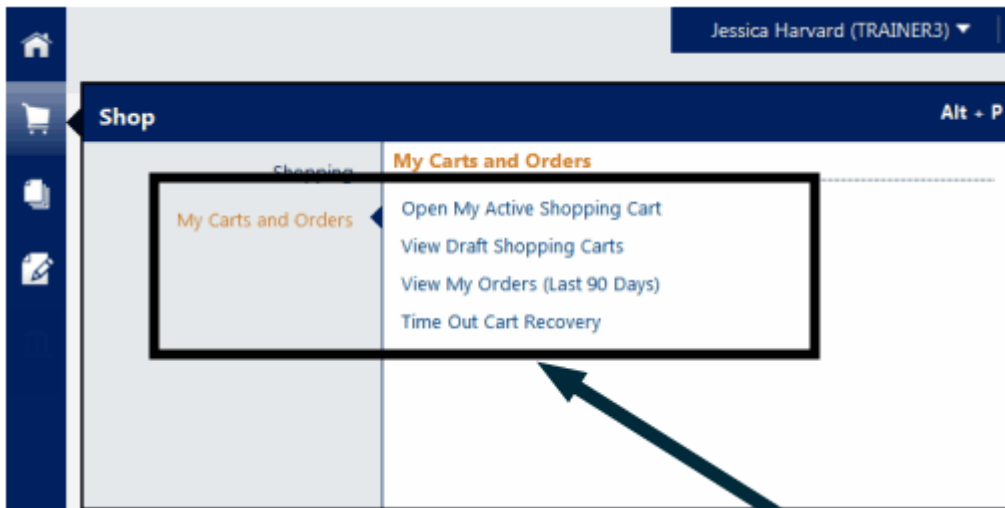 Jessica Harvard (TRAINER3)
Shop
Alt + P
Shopping
My Carts and Orders
My Carts and Orders
Open My Active Shopping Cart
View Draft Shopping Carts
View My Orders (Last 90 Days)
Time Out Cart Recovery